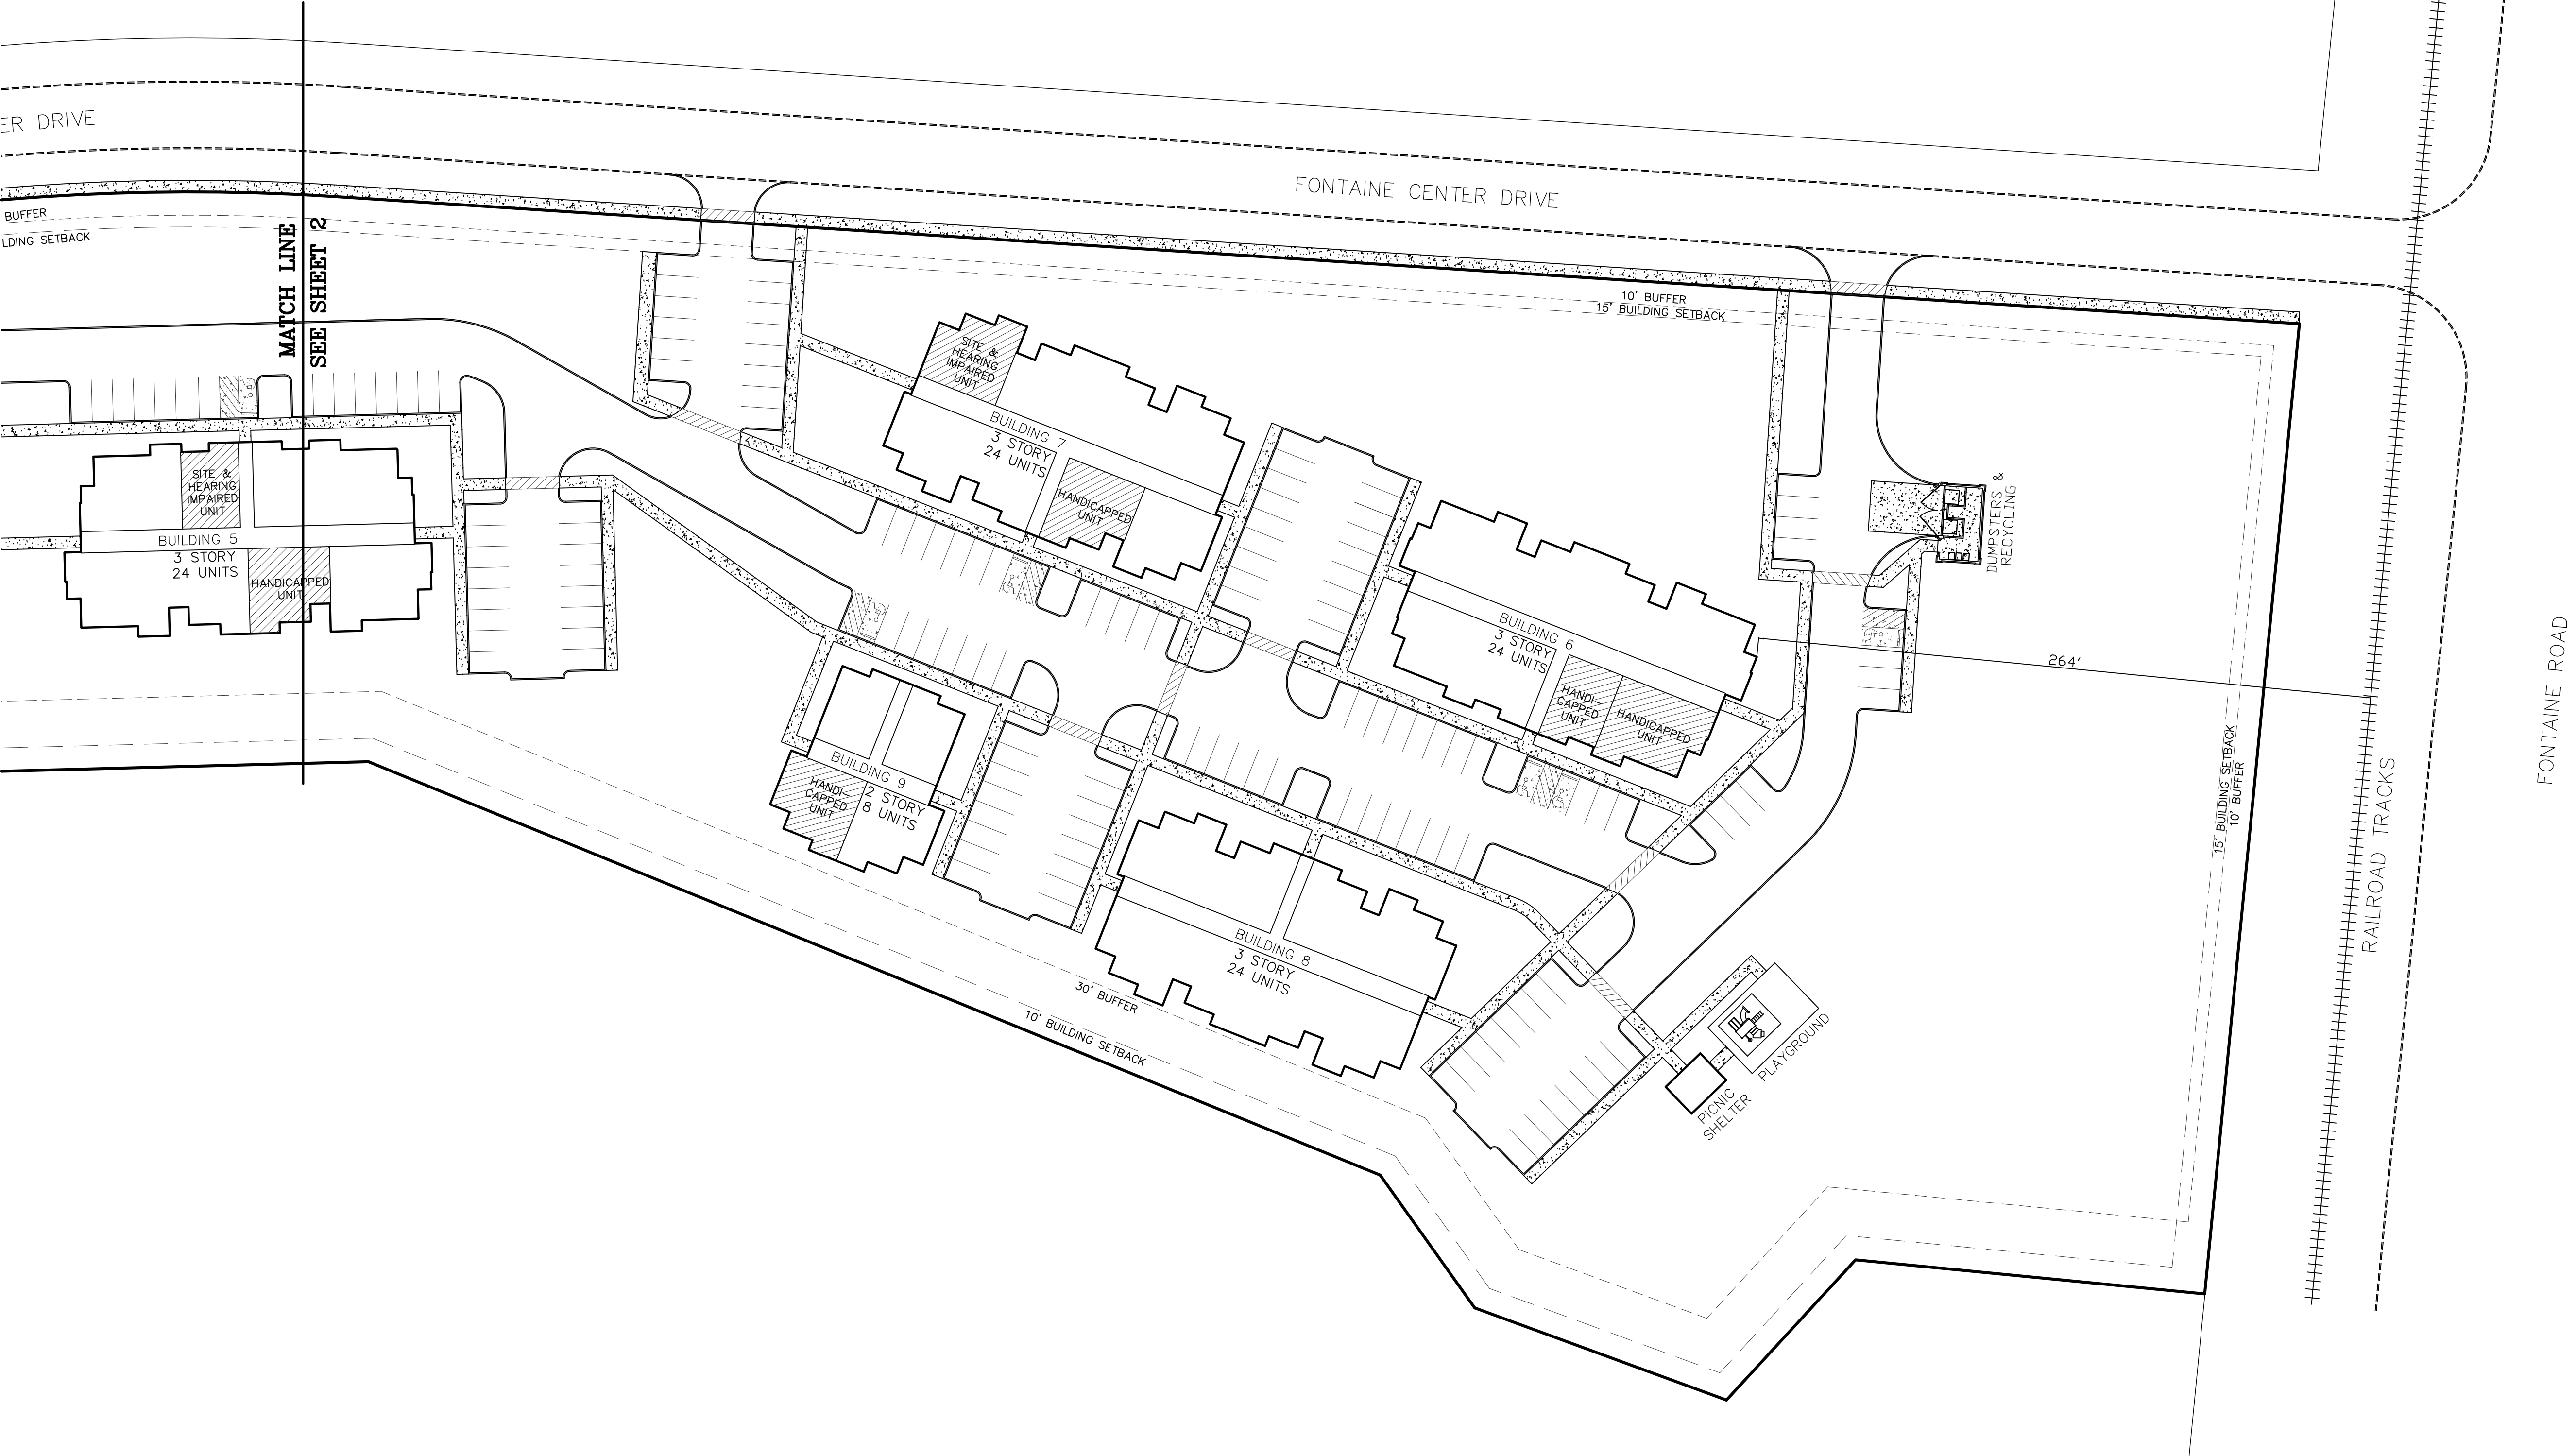 ER DRIVE
BUFFER
LDING SETBACK
MATCH LINE
SEE SHEET 2
FONTAINE CENTER DRIVE
10' BUFFER
15' BUILDING SETBACK
SITE &
HEARING
IMPAIRED
UNIT
BUILDING 5
3 STORY
24 UNITS
HANDICAPPED
UNIT
SITE &
HEARING
IMPAIRED
UNIT
BUILDING 7
3 STORY
24 UNITS
HANDICAPPED
UNIT
BUILDING 6
3 STORY
24 UNITS
HANDI-
CAPPED
UNIT
HANDICAPPED
UNIT
DUMPSTERS &
RECYCLING
264'
FONTAINE ROAD
RAILROAD TRACKS
15' BUILDING SETBACK
10' BUFFER
BUILDING 9
2 STORY
8 UNITS
HANDI-
CAPPED
UNIT
BUILDING 8
3 STORY
24 UNITS
30' BUFFER
10' BUILDING SETBACK
PLAYGROUND
PICNIC
SHELTER